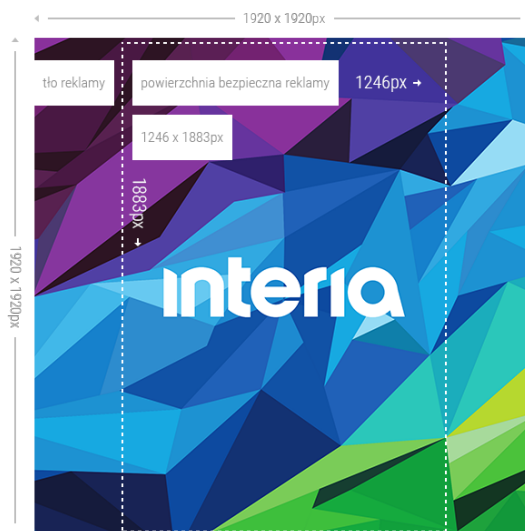 1920 x 1920px
tło reklamy
powierzchnia bezpieczna reklamy
1246px →
1246 x 1883px
1883px →
1920 x 1920px
interia